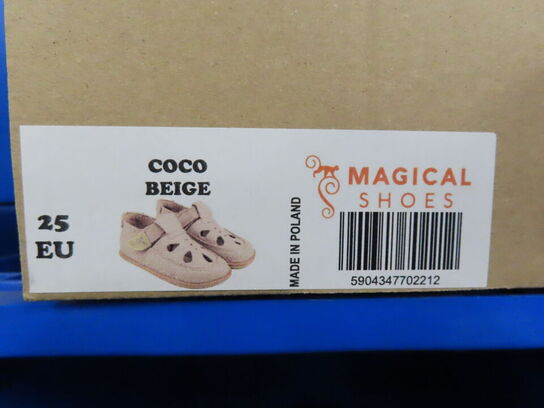 25
EU
COCO
BEIGE
MADE IN POLAND
MAGICAL
SHOES
5904347702212